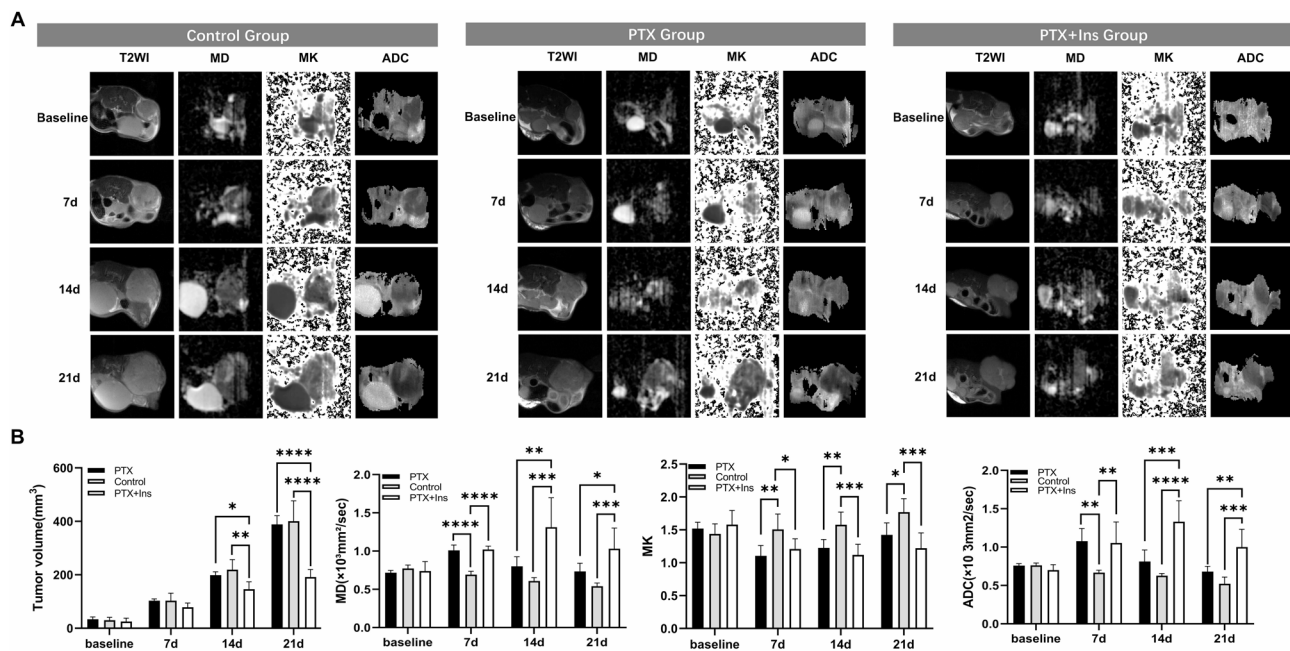 A
Control Group
T2WI MD MK ADC
Baseline
7d
14d
21d
PTX Group
T2WI MD MK ADC
Baseline
7d
14d
21d
PTX+Ins Group
T2WI MD MK ADC
Baseline
7d
14d
21d
B
Tumor volume(mm³)
600
400
200
0
PTX
Control
PTX+Ins
*
**
****
****
baseline 7d 14d 21d
MD(×10³mm²/sec)
2.0
1.5
1.0
0.5
0.0
PTX
Control
PTX+Ins
****
****
**
***
*
***
baseline 7d 14d 21d
MK
2.5
2.0
1.5
1.0
0.5
0.0
PTX
Control
PTX+Ins
**
*
**
***
*
***
baseline 7d 14d 21d
ADC(×10 3mm2/sec)
2.0
1.5
1.0
0.5
0.0
PTX
Control
PTX+Ins
**
**
***
****
**
***
baseline 7d 14d 21d